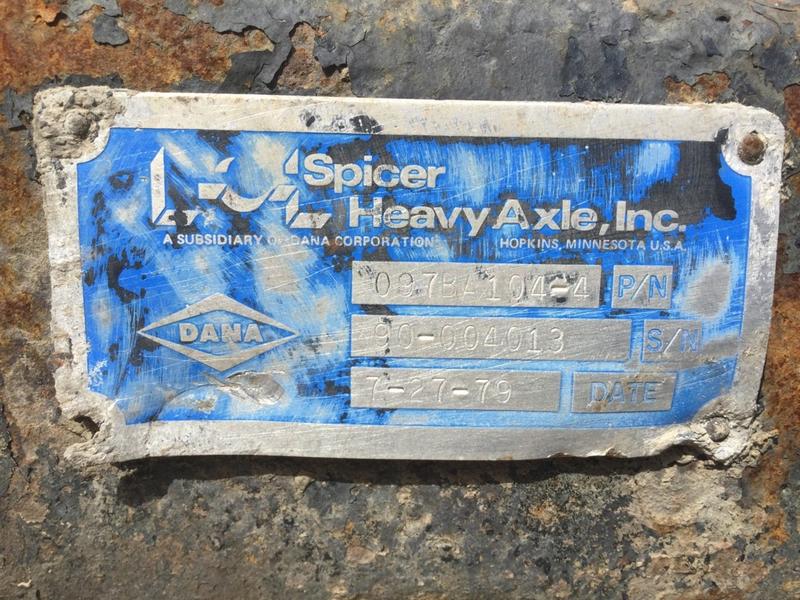 Spicer
Heavy Axle, Inc.
A SUBSIDIARY OF DANA CORPORATION HOPKINS, MINNESOTA U.S.A.
097BA104-4 P/N
DANA
90-004013 S/N
7-27-79 DATE